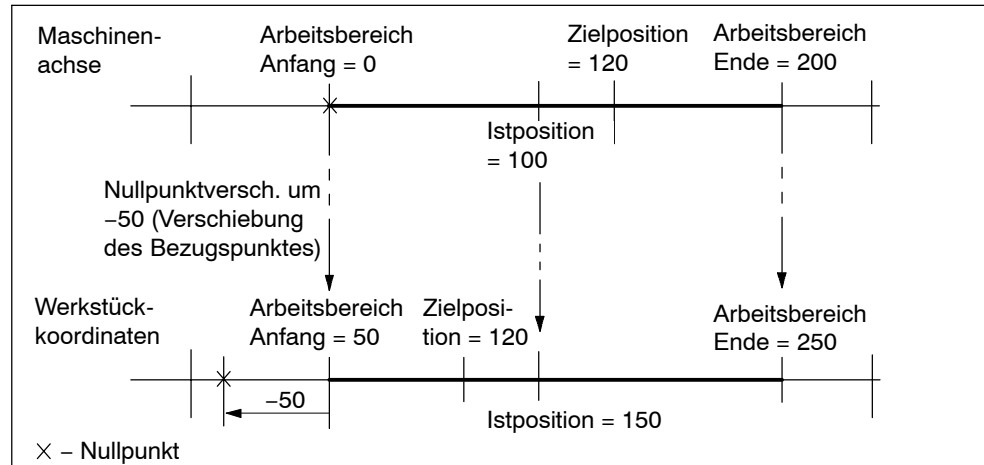 Maschinen-
achse
Arbeitsbereich
Anfang = 0
Zielposition
= 120
Arbeitsbereich
Ende = 200
Istposition
= 100
Nullpunktversch. um
−50 (Verschiebung
des Bezugspunktes)
Werkstück-
koordinaten
Arbeitsbereich
Anfang = 50
Zielposi-
tion = 120
Arbeitsbereich
Ende = 250
−50
Istposition = 150
× – Nullpunkt